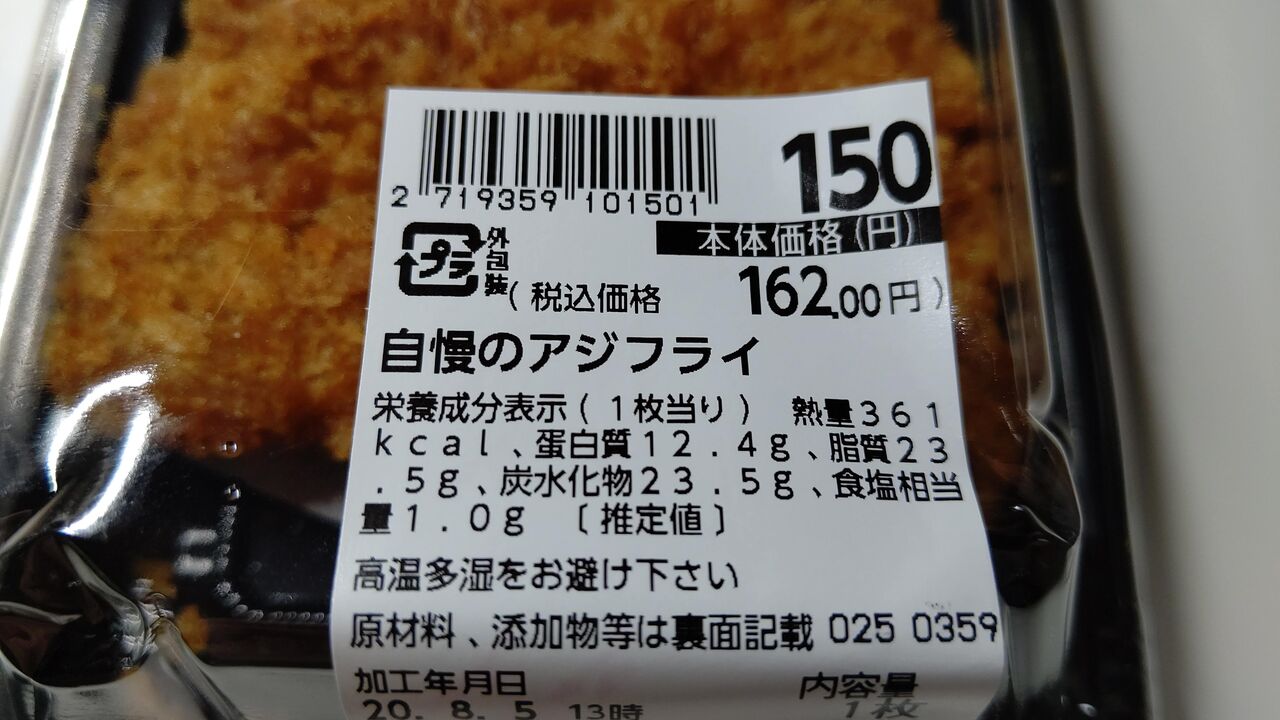 150
2 719359 101501
本体価格(円)
プラ
外包装
(税込価格 162.00円)
自慢のアジフライ
栄養成分表示(1枚当り) 熱量361
kcal、蛋白質12.4g、脂質23
.5g、炭水化物23.5g、食塩相当
量1.0g 〔推定値〕
高温多湿をお避け下さい
原材料、添加物等は裏面記載 025 0359
加工年月日 内容量
20. 8. 5 13時 1枚